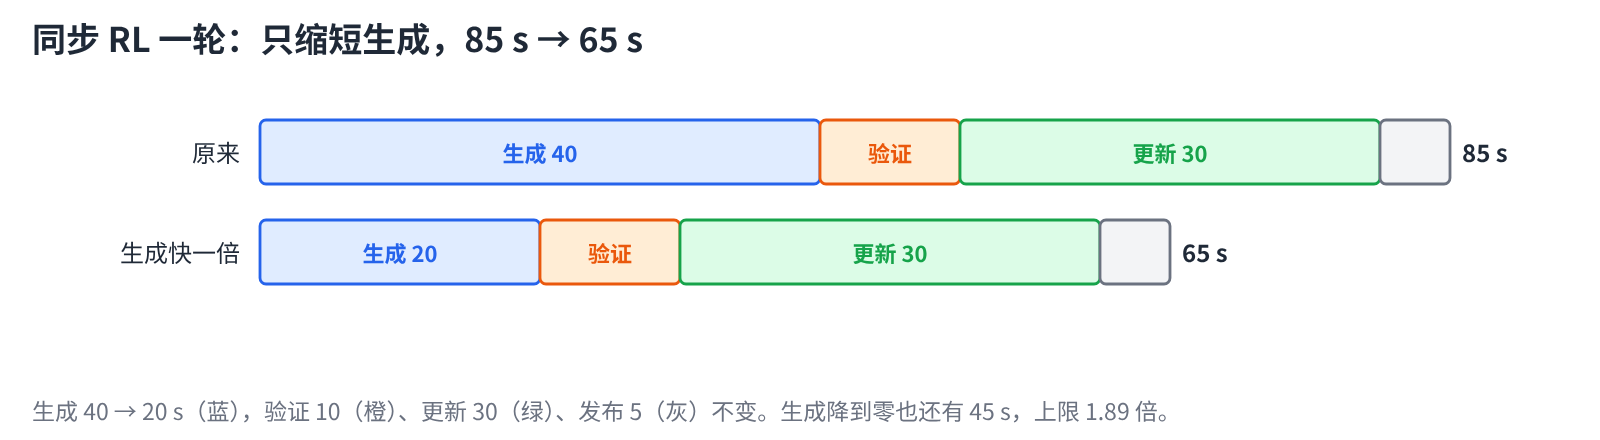 同步 RL 一轮：只缩短生成，85 s → 65 s
原来
生成 40
验证
更新 30
85 s
生成快一倍
生成 20
验证
更新 30
65 s
生成 40 → 20 s（蓝），验证 10（橙）、更新 30（绿）、发布 5（灰）不变。生成降到零也还有 45 s，上限 1.89 倍。